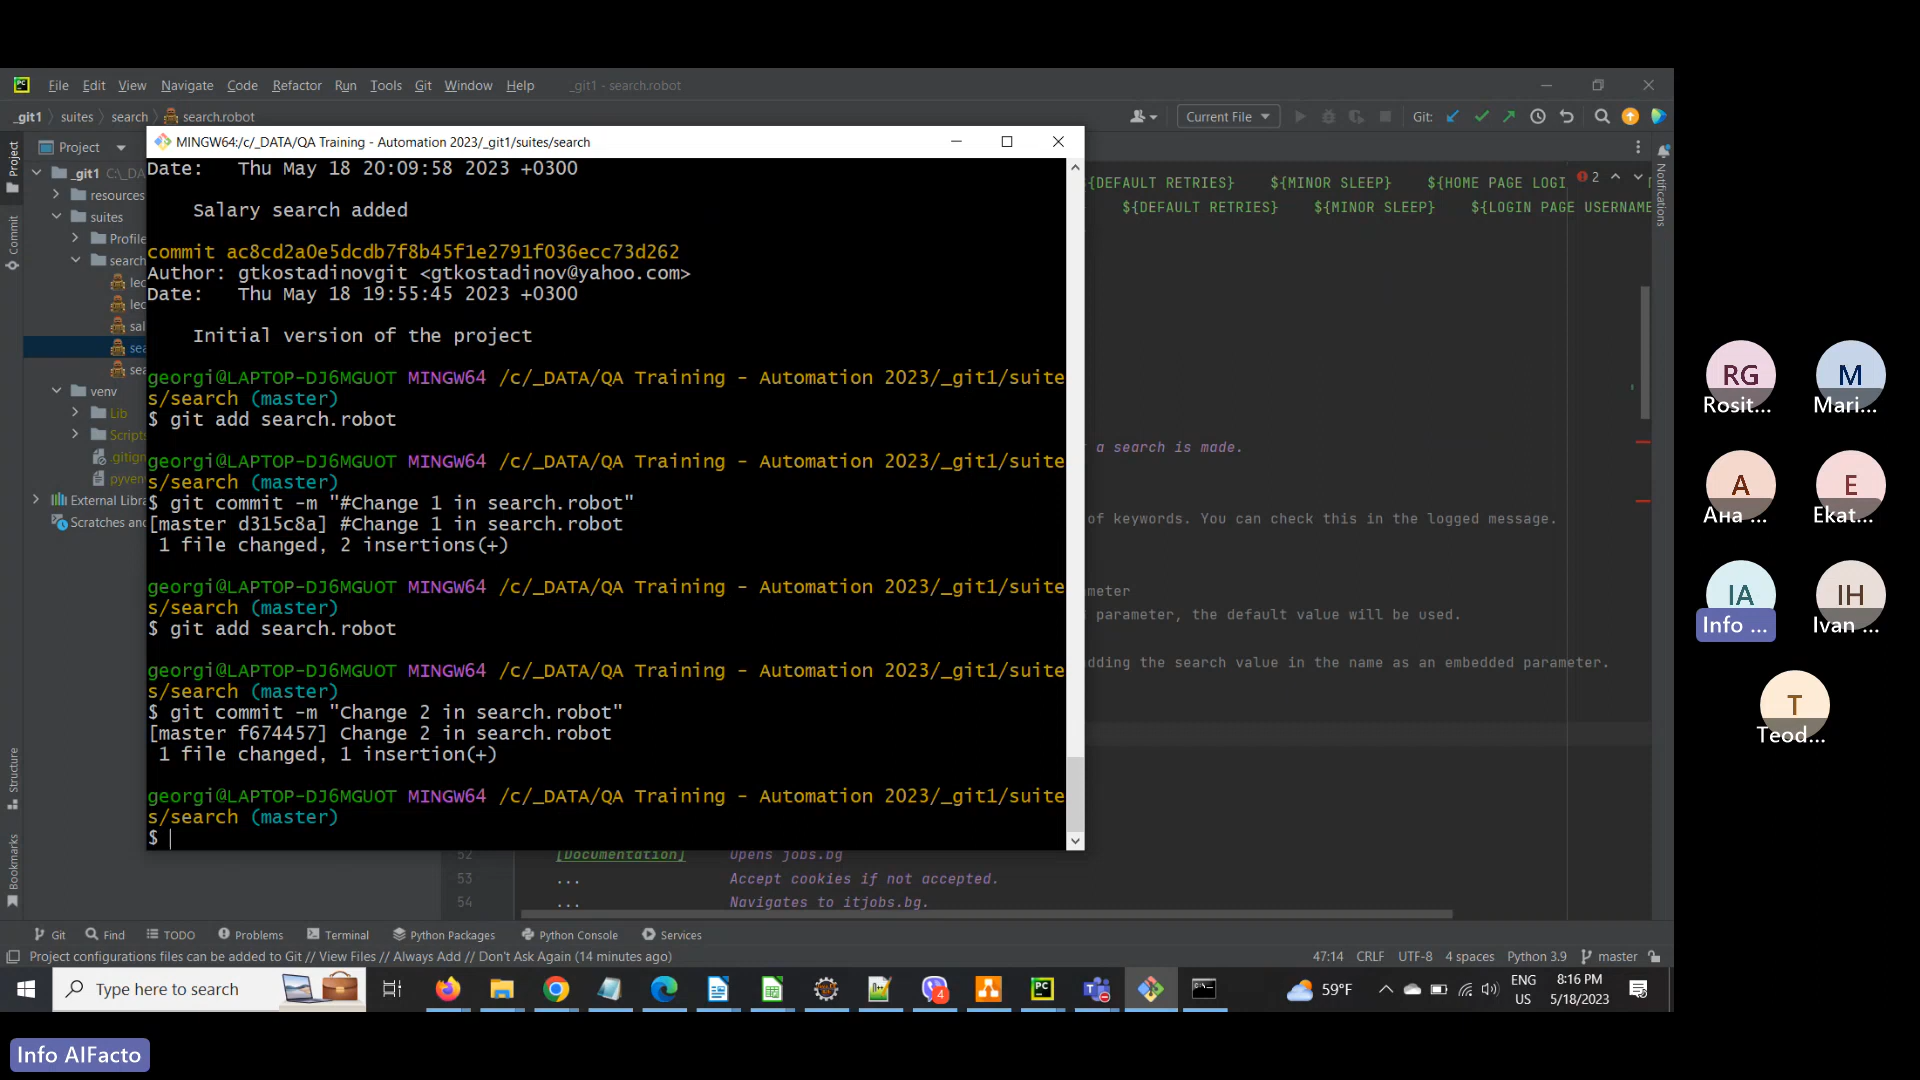 File Edit View Navigate Code Refactor Run Tools Git Window Help _git1 - search.robot
_git1 suites search search.robot
Current File
Git:
Project
MINGW64:/c/_DATA/QA Training - Automation 2023/_git1/suites/search
_git1 C:\_DA
resources
suites
Profile
search
lec
lec
sal
sea
sea
venv
Lib
Scripts
.gitign
pyven
External Libra
Scratches and
Project
Commit
Structure
Bookmarks
Notifications
Date:   Thu May 18 20:09:58 2023 +0300
Salary search added
commit ac8cd2a0e5dcdb7f8b45f1e2791f036ecc73d262
Author: gtkostadinovgit <gtkostadinov@yahoo.com>
Date:   Thu May 18 19:55:45 2023 +0300
Initial version of the project
georgi@LAPTOP-DJ6MGUOT MINGW64 /c/_DATA/QA Training - Automation 2023/_git1/suite
s/search (master)
$ git add search.robot
georgi@LAPTOP-DJ6MGUOT MINGW64 /c/_DATA/QA Training - Automation 2023/_git1/suite
s/search (master)
$ git commit -m "#Change 1 in search.robot"
[master d315c8a] #Change 1 in search.robot
1 file changed, 2 insertions(+)
georgi@LAPTOP-DJ6MGUOT MINGW64 /c/_DATA/QA Training - Automation 2023/_git1/suite
s/search (master)
$ git add search.robot
georgi@LAPTOP-DJ6MGUOT MINGW64 /c/_DATA/QA Training - Automation 2023/_git1/suite
s/search (master)
$ git commit -m "Change 2 in search.robot"
[master f674457] Change 2 in search.robot
1 file changed, 1 insertion(+)
georgi@LAPTOP-DJ6MGUOT MINGW64 /c/_DATA/QA Training - Automation 2023/_git1/suite
s/search (master)
$
${DEFAULT RETRIES} ${MINOR SLEEP} ${HOME PAGE LOGI
2
${DEFAULT RETRIES} ${MINOR SLEEP} ${LOGIN PAGE USERNAME
a search is made.
of keywords. You can check this in the logged message.
meter
parameter, the default value will be used.
dding the search value in the name as an embedded parameter.
52 [Documentation] Opens jobs.bg
53 ... Accept cookies if not accepted.
54 ... Navigates to itjobs.bg.
Git Find TODO Problems Terminal Python Packages Python Console Services
Project configurations files can be added to Git // View Files // Always Add // Don't Ask Again (14 minutes ago)
47:14 CRLF UTF-8 4 spaces Python 3.9 master
Type here to search
4
59°F
ENG
US
8:16 PM
5/18/2023
RG
Rosit...
M
Mari...
A
Ана ...
E
Ekat...
IA
Info ...
IH
Ivan ...
T
Teod...
Info AIFacto